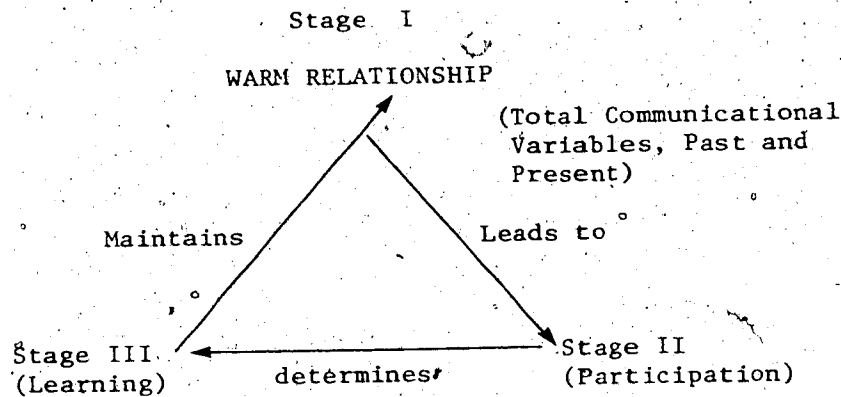 Stage I
WARM RELATIONSHIP
(Total Communicational
Variables, Past and
Present)
Maintains
Leads to
Stage III
(Learning)
determines
Stage II
(Participation)